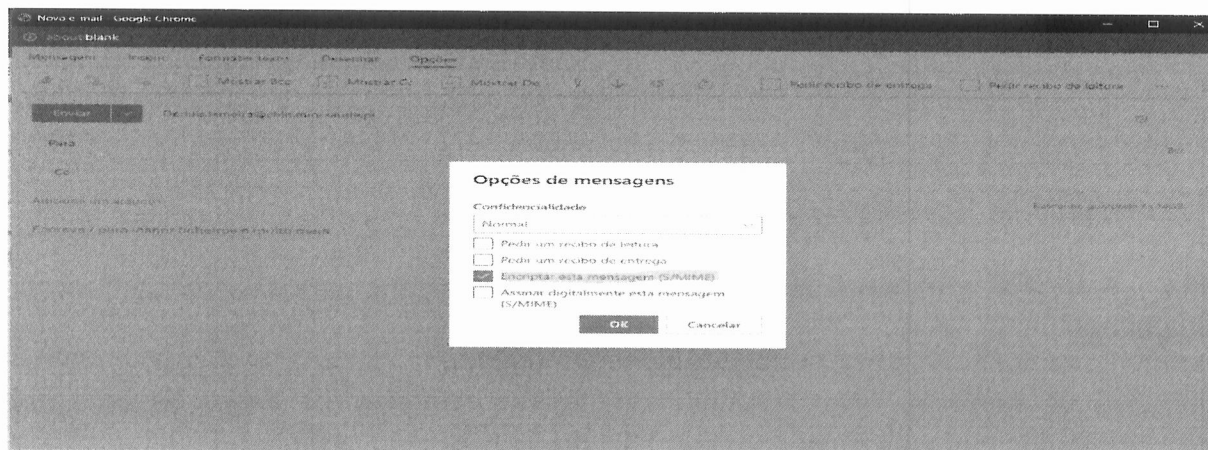 Novo e-mail - Google Chrome
about:blank
Mensagem Inserir Formatar texto Desenhar Opções
Mostrar Bcc Mostrar Cc Mostrar De Pedir recibo de entrega Pedir recibo de leitura
Enviar
Para
Cc
Opções de mensagens
Confidencialidade
Normal
Pedir um recibo de leitura
Pedir um recibo de entrega
Encriptar esta mensagem (S/MIME)
Assinar digitalmente esta mensagem
(S/MIME)
OK Cancelar